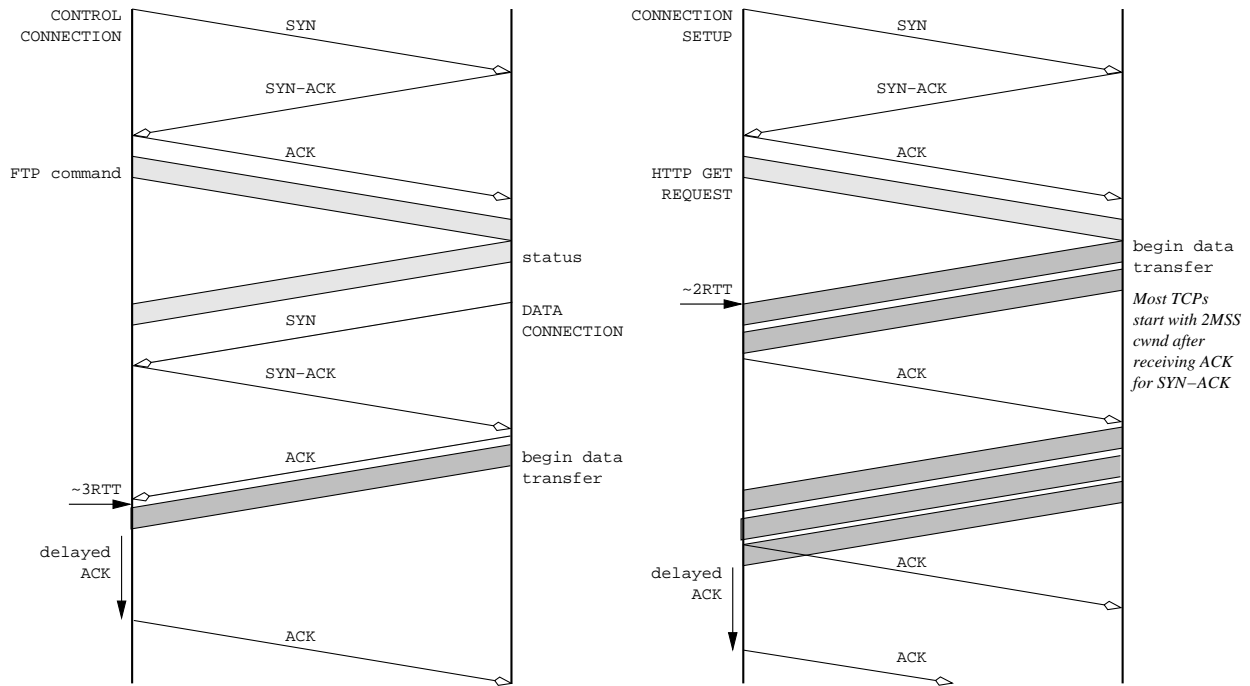 CONTROL
CONNECTION
SYN
SYN−ACK
ACK
FTP command
status
DATA
CONNECTION
SYN
SYN−ACK
ACK
begin data
transfer
~3RTT
delayed
ACK
ACK
CONNECTION
SETUP
SYN
SYN−ACK
ACK
HTTP GET
REQUEST
begin data
transfer
~2RTT
Most TCPs
start with 2MSS
cwnd after
receiving ACK
for SYN−ACK
ACK
ACK
delayed
ACK
ACK